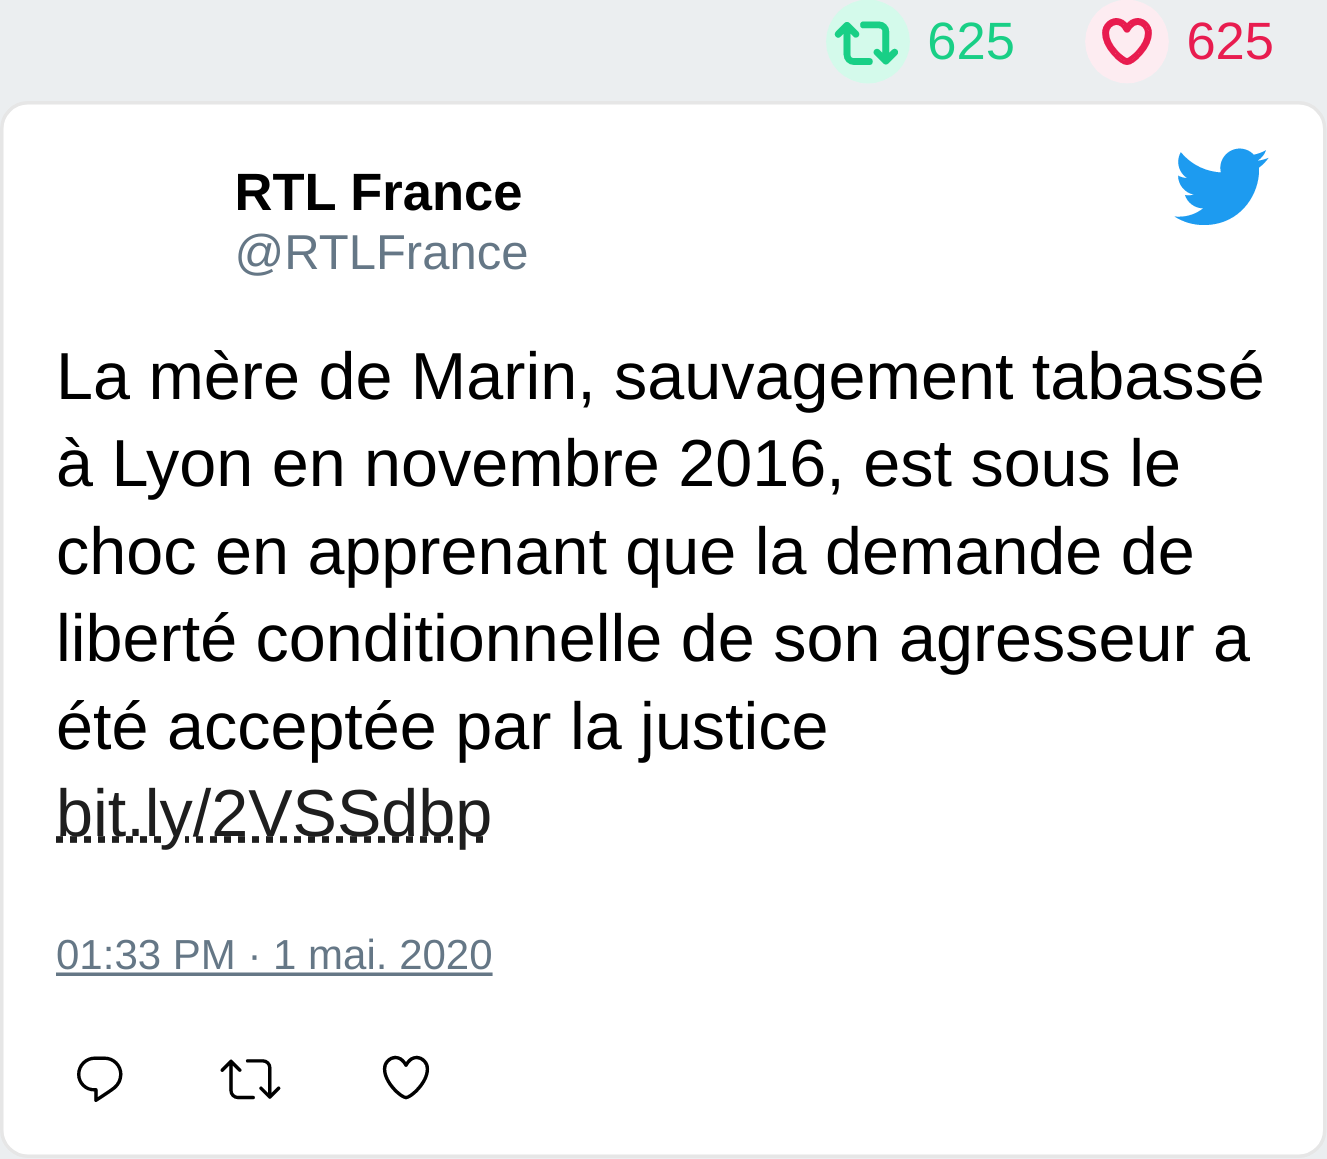 625 625
RTL France
@RTLFrance
La mère de Marin, sauvagement tabassé
à Lyon en novembre 2016, est sous le
choc en apprenant que la demande de
liberté conditionnelle de son agresseur a
été acceptée par la justice
bit.ly/2VSSdbp
01:33 PM · 1 mai. 2020